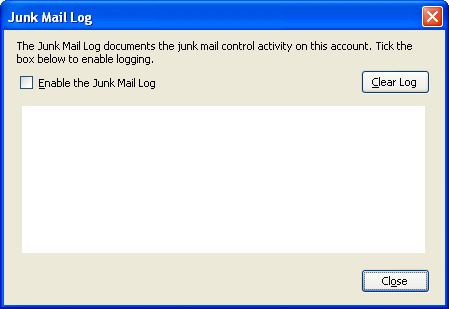 Junk Mail Log
The Junk Mail Log documents the junk mail control activity on this account. Tick the
box below to enable logging.
Enable the Junk Mail Log
Clear Log
Close